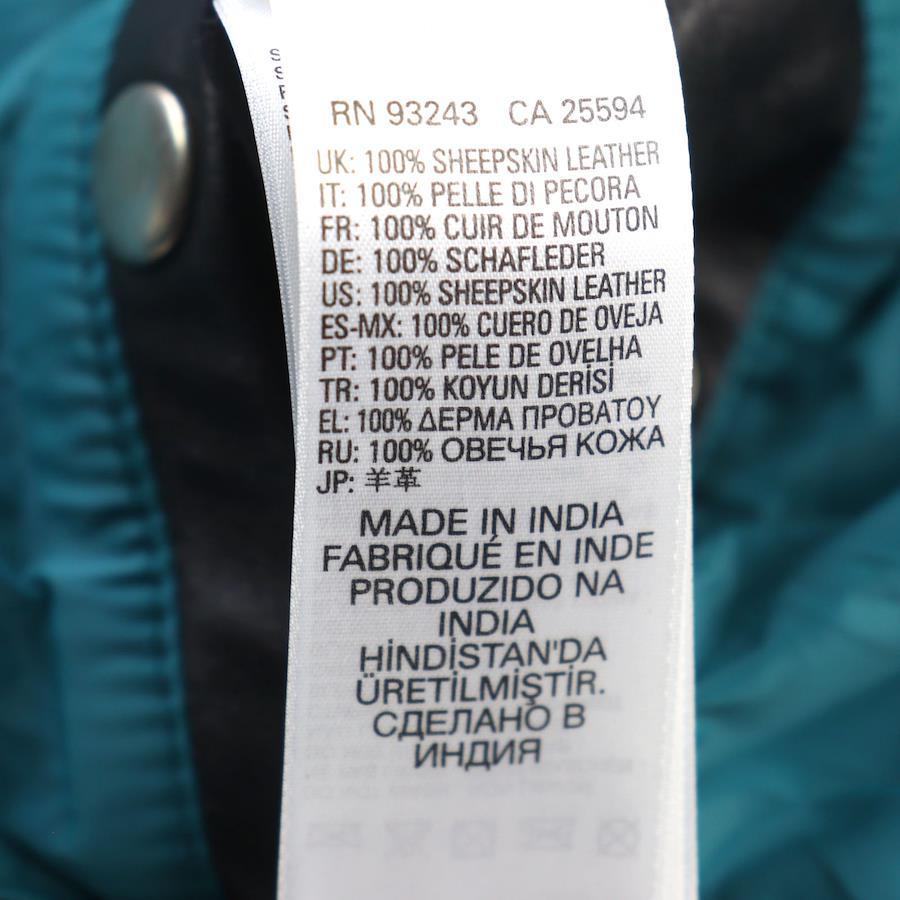 RN 93243 CA 25594
UK: 100% SHEEPSKIN LEATHER
IT: 100% PELLE DI PECORA
FR: 100% CUIR DE MOUTON
DE: 100% SCHAFLEDER
US: 100% SHEEPSKIN LEATHER
ES-MX: 100% CUERO DE OVEJA
PT: 100% PELE DE OVELHA
TR: 100% KOYUN DERİSİ
EL: 100% ΔΕΡΜΑ ΠΡΟΒΑΤΟΥ
RU: 100% ОВЕЧЬЯ КОЖА
JP: 羊革
MADE IN INDIA
FABRIQUÉ EN INDE
PRODUZIDO NA
INDIA
HİNDİSTAN'DA
ÜRETİLMİŞTİR.
СДЕЛАНО В
ИНДИЯ